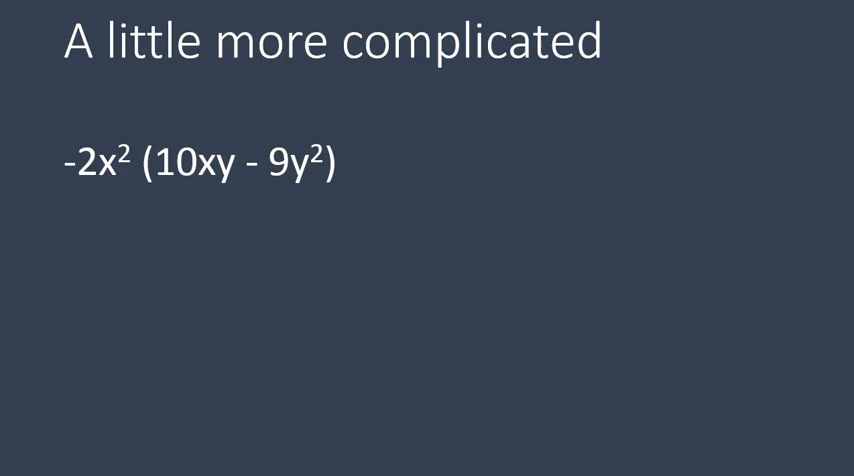 A little more complicated
-2x² (10xy - 9y²)